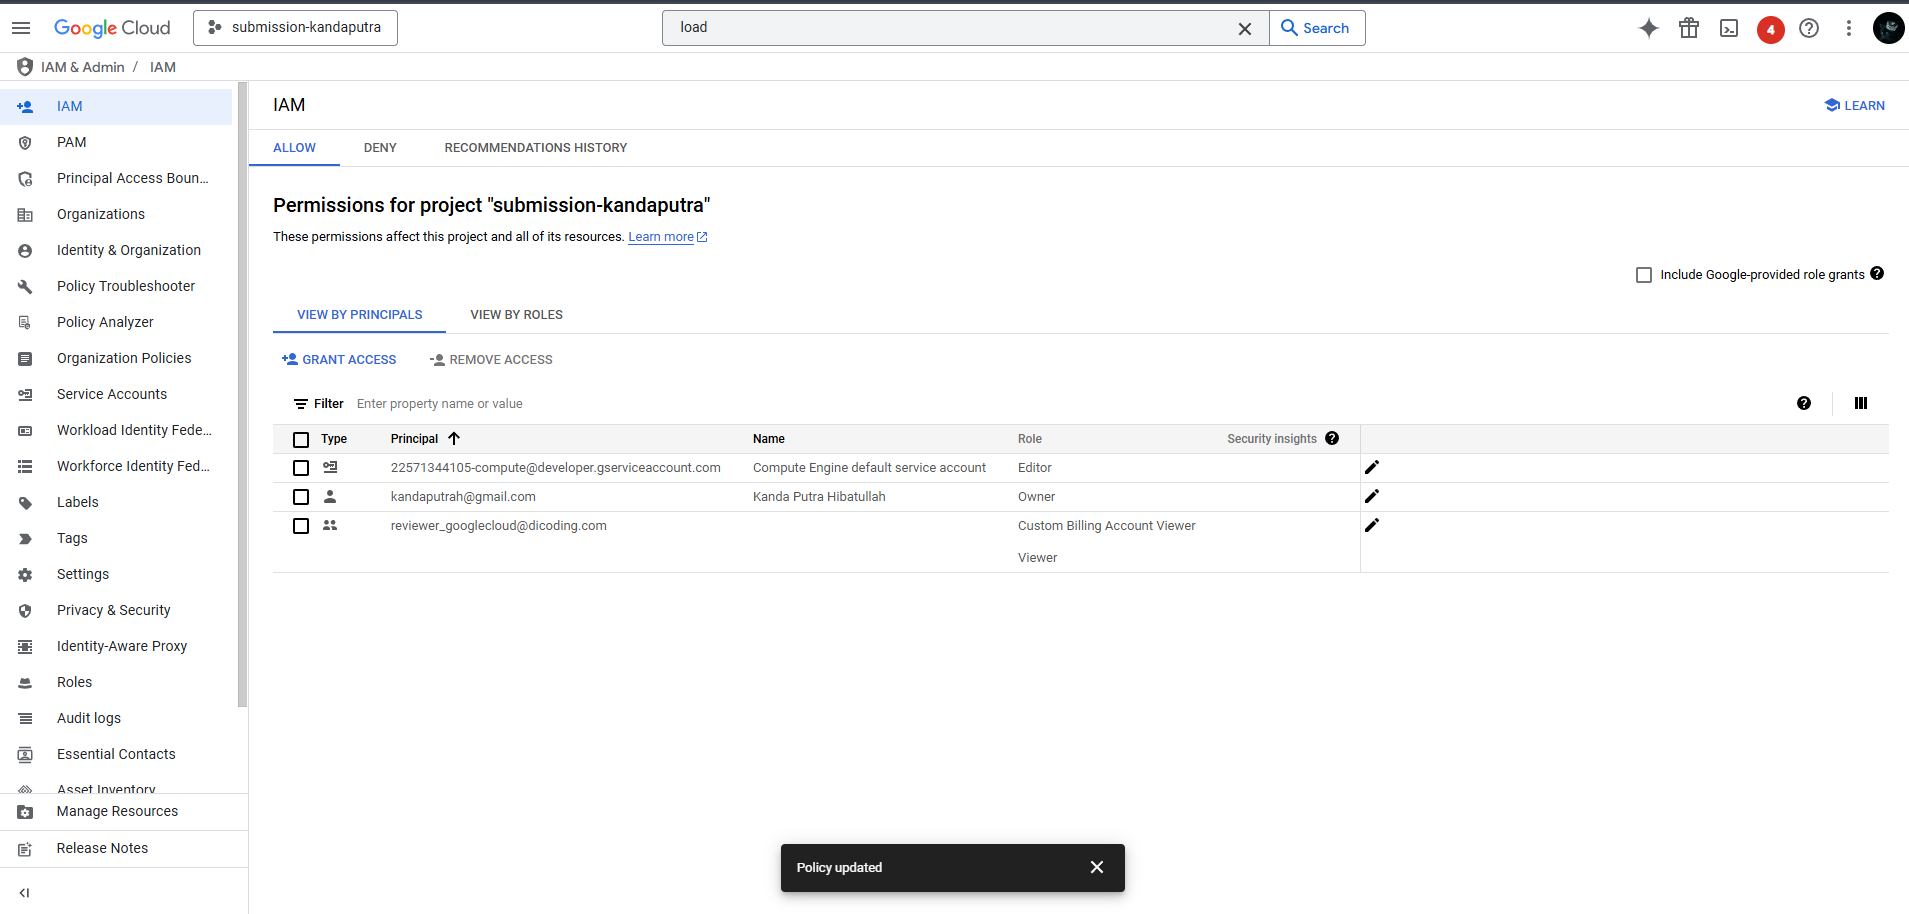 Google Cloud
submission-kandaputra
load
Search
4
IAM & Admin / IAM
IAM
PAM
Principal Access Boun...
Organizations
Identity & Organization
Policy Troubleshooter
Policy Analyzer
Organization Policies
Service Accounts
Workload Identity Fede...
Workforce Identity Fed...
Labels
Tags
Settings
Privacy & Security
Identity-Aware Proxy
Roles
Audit logs
Essential Contacts
Asset Inventory
Manage Resources
Release Notes
IAM
LEARN
ALLOW DENY RECOMMENDATIONS HISTORY
Permissions for project "submission-kandaputra"
These permissions affect this project and all of its resources. Learn more
Include Google-provided role grants
VIEW BY PRINCIPALS VIEW BY ROLES
GRANT ACCESS REMOVE ACCESS
Filter Enter property name or value
Type Principal Name Role Security insights
22571344105-compute@developer.gserviceaccount.com Compute Engine default service account Editor
kandaputrah@gmail.com Kanda Putra Hibatullah Owner
reviewer_googlecloud@dicoding.com Custom Billing Account Viewer
Viewer
Policy updated